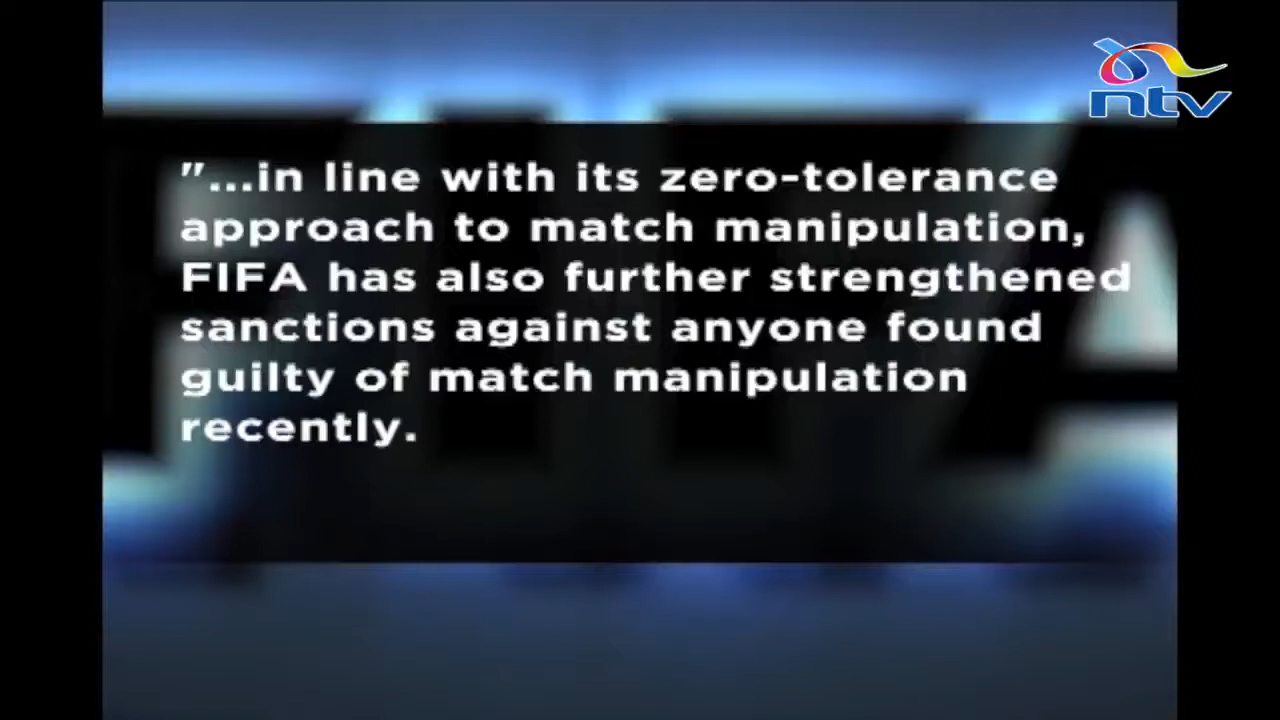 ntv
"...in line with its zero-tolerance
approach to match manipulation,
FIFA has also further strengthened
sanctions against anyone found
guilty of match manipulation
recently.